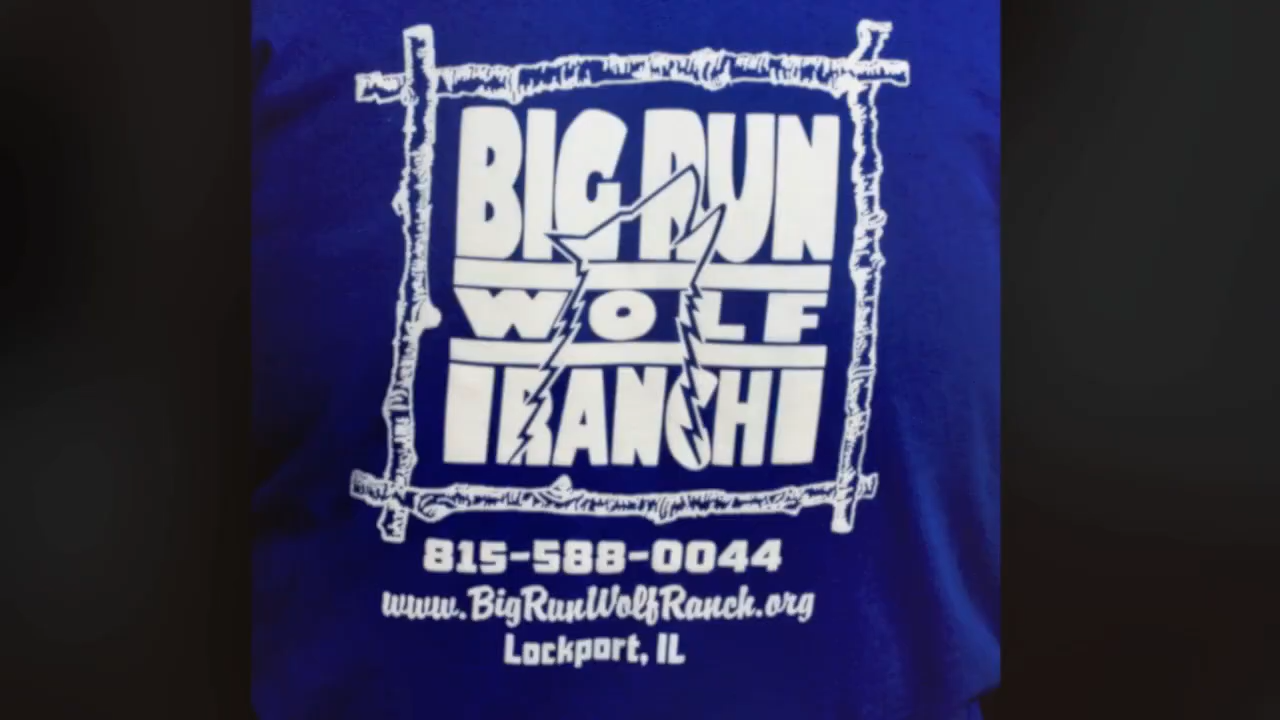 BIG RUN
WOLF
RANCH
815-588-0044
www.BigRunWolfRanch.org
Lockport, IL